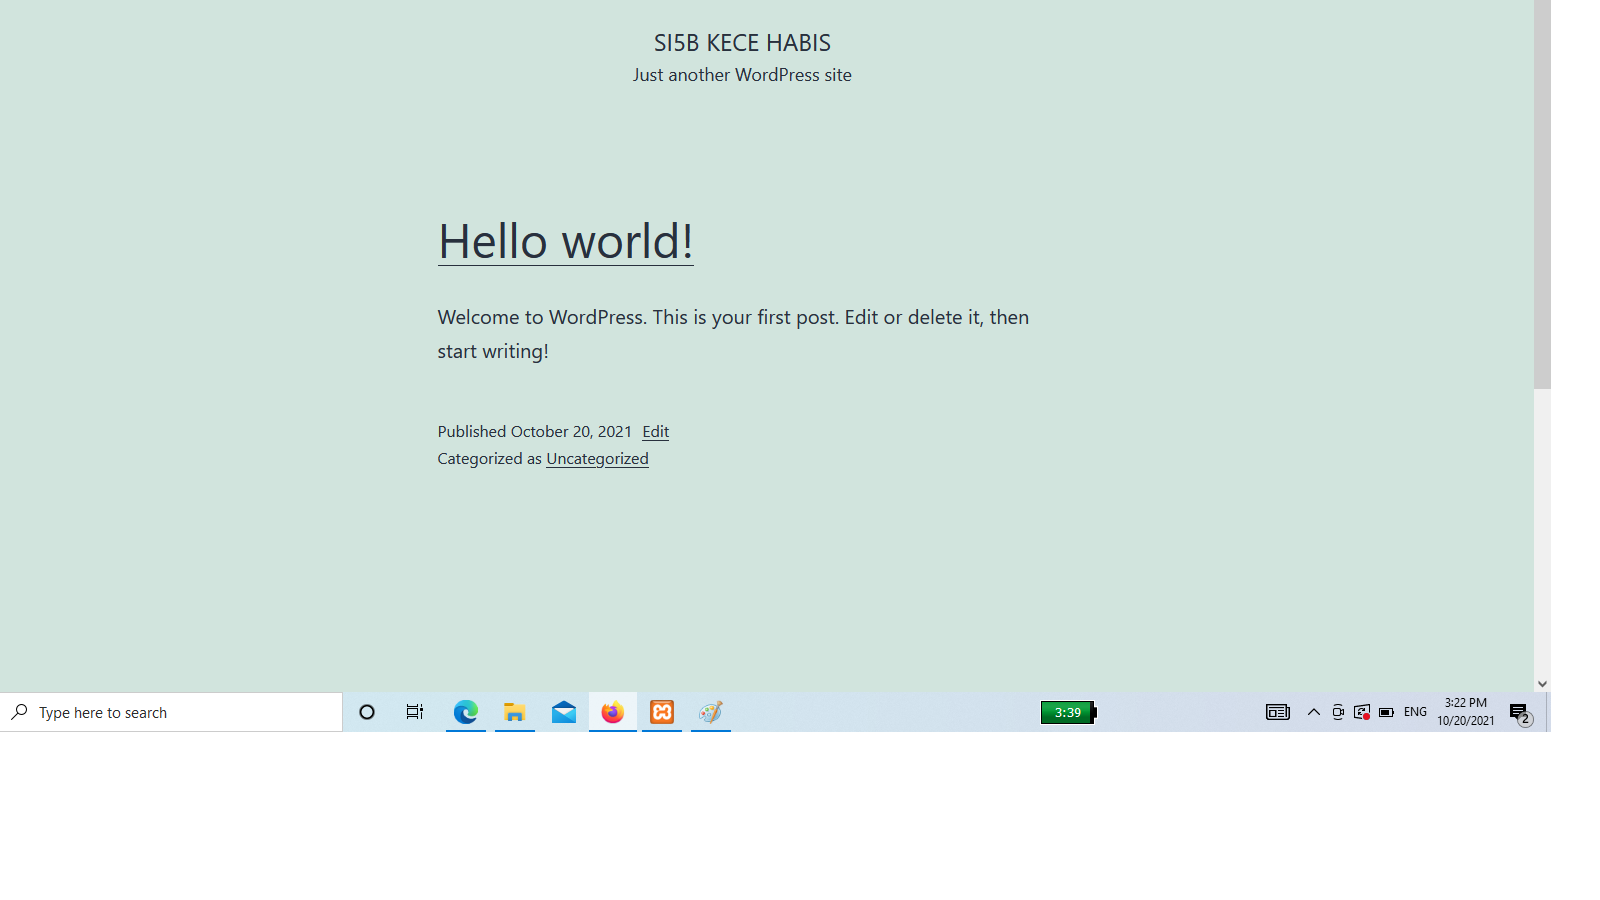 SI5B KECE HABIS
Just another WordPress site
Hello world!
Welcome to WordPress. This is your first post. Edit or delete it, then
start writing!
Published October 20, 2021 Edit
Categorized as Uncategorized
Type here to search
3:39
ENG
3:22 PM
10/20/2021
2